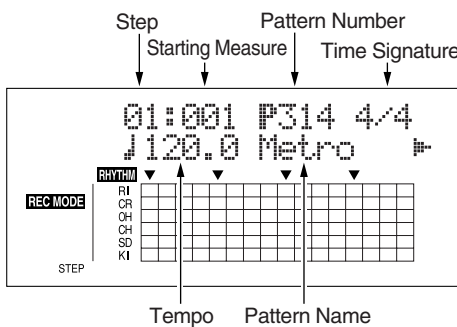 Step
Pattern Number
Starting Measure
Time Signature
01:001 P314 4/4
♩120.0 Metro
RHYTHM
REC MODE
RI
CR
OH
CH
SD
KI
STEP
Tempo
Pattern Name